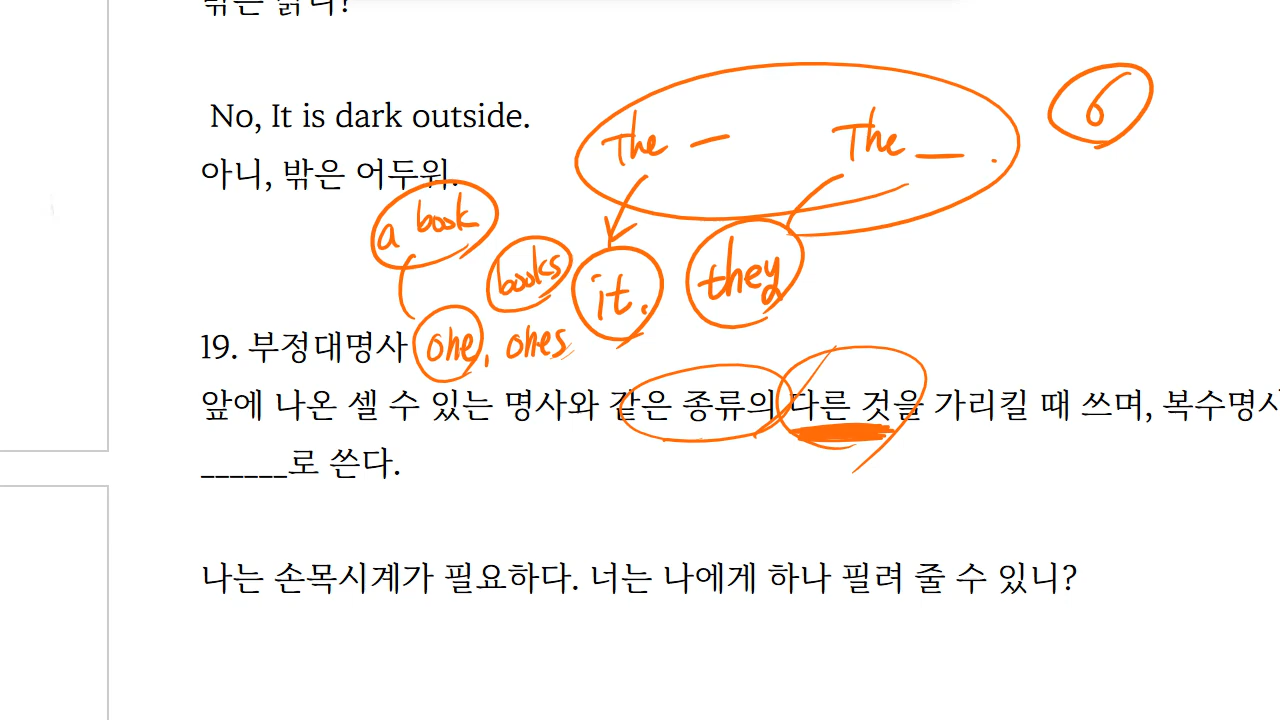 밖은 밝니?
No, It is dark outside.
아니, 밖은 어두워.
The The 6
a book books it. they
19. 부정대명사 one, ones
앞에 나온 셀 수 있는 명사와 같은 종류의 다른 것을 가리킬 때 쓰며, 복수명사
______로 쓴다.
나는 손목시계가 필요하다. 너는 나에게 하나 필려 줄 수 있니?